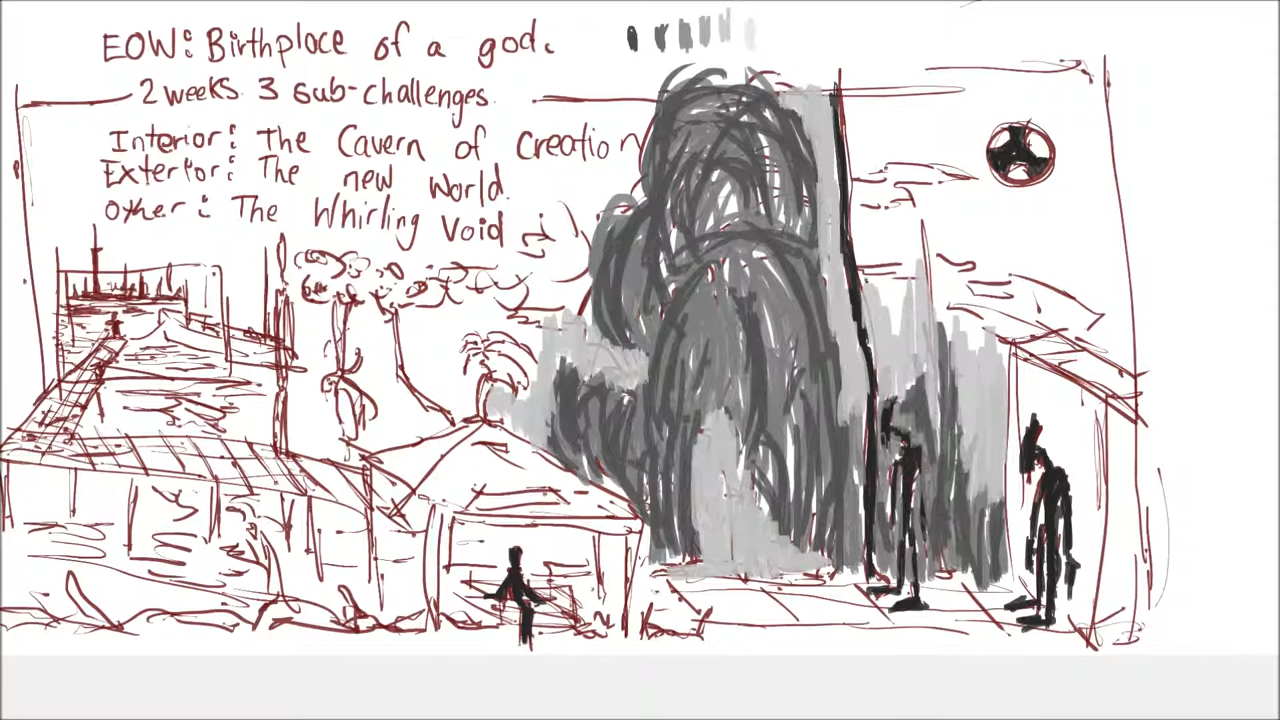 EOW: Birthplace of a god.
2 weeks 3 sub-challenges.
Interior: The Cavern of Creation
Exterior: The new World.
Other: The Whirling Void